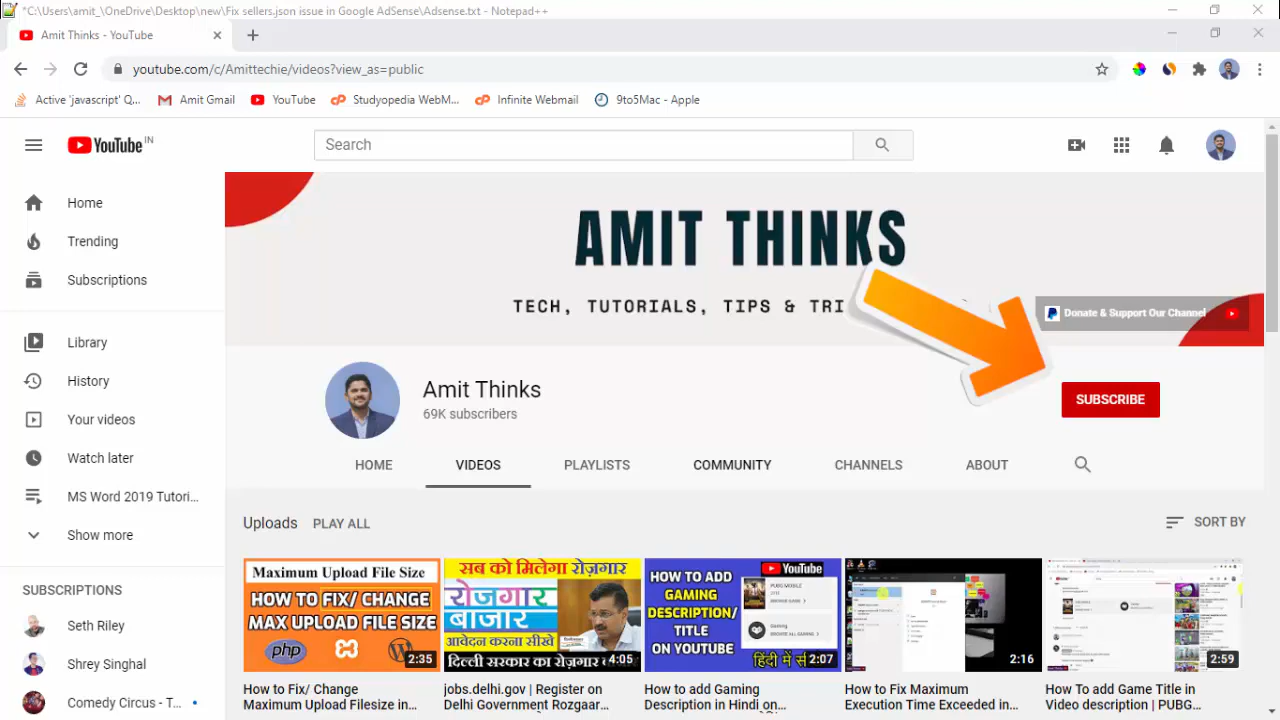 *C:\Users\amit_\OneDrive\Desktop\new\Fix sellers.json issue in Google AdSense\Adsense.txt - Notepad++
Amit Thinks - YouTube
youtube.com/c/Amittechie/videos?view_as=public
Active 'javascript' Q... Amit Gmail YouTube Studyopedia WebM... Infinite Webmail 9to5Mac - Apple
YouTube IN
Search
Home
Trending
Subscriptions
Library
History
Your videos
Watch later
MS Word 2019 Tutori...
Show more
SUBSCRIPTIONS
Seth Riley
Shrey Singhal
Comedy Circus - T...
AMIT THINKS
TECH, TUTORIALS, TIPS & TRI
Donate & Support Our Channel
Amit Thinks
69K subscribers
SUBSCRIBE
HOME VIDEOS PLAYLISTS COMMUNITY CHANNELS ABOUT
Uploads PLAY ALL SORT BY
Maximum Upload File Size
HOW TO FIX/ CHANGE
MAX UPLOAD FILE SIZE
php
2:35
सब को मिलेगा रोज़गार
रोज़गार
बाजार
आवेदन करना सीखे
दिल्ली सरकार का रोज़गार
4:05
YouTube
HOW TO ADD
GAMING
DESCRIPTION/
TITLE
ON YOUTUBE
PUBG MOBILE
Gaming
हिंदी में
2:07
2:16
2:59
How to Fix/ Change
Maximum Upload Filesize in...
jobs.delhi.gov | Register on
Delhi Government Rozgaar...
How to add Gaming
Description in Hindi on...
How to Fix Maximum
Execution Time Exceeded in...
How To add Game Title in
Video description | PUBG...